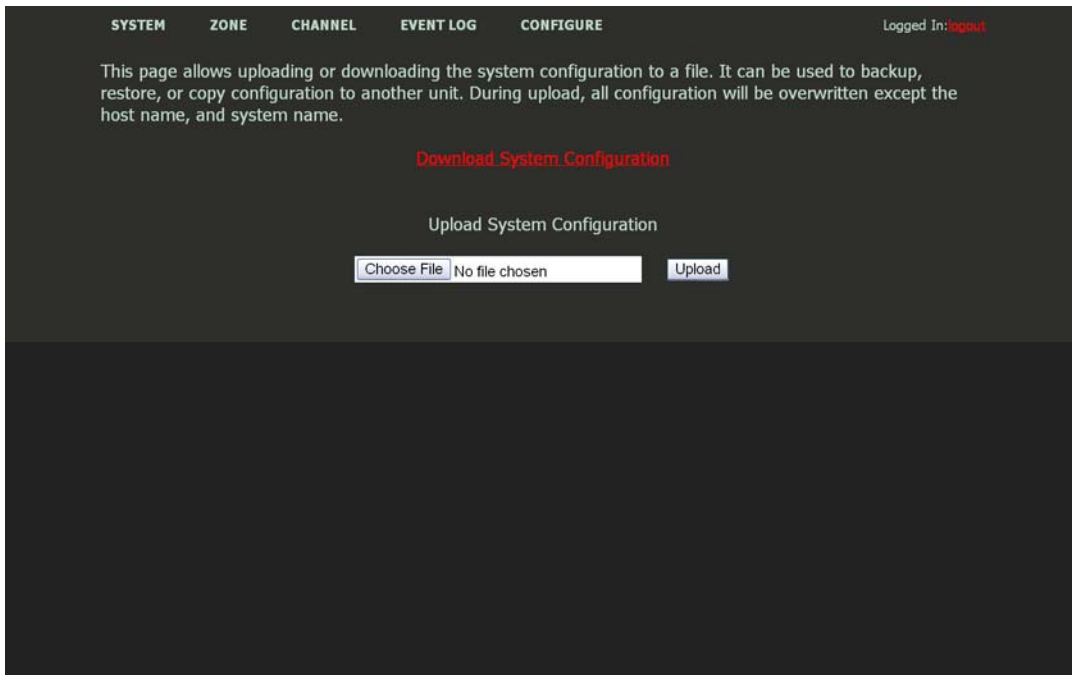 SYSTEM ZONE CHANNEL EVENT LOG CONFIGURE Logged In:logout
This page allows uploading or downloading the system configuration to a file. It can be used to backup,
restore, or copy configuration to another unit. During upload, all configuration will be overwritten except the
host name, and system name.
Download System Configuration
Upload System Configuration
Choose File No file chosen Upload